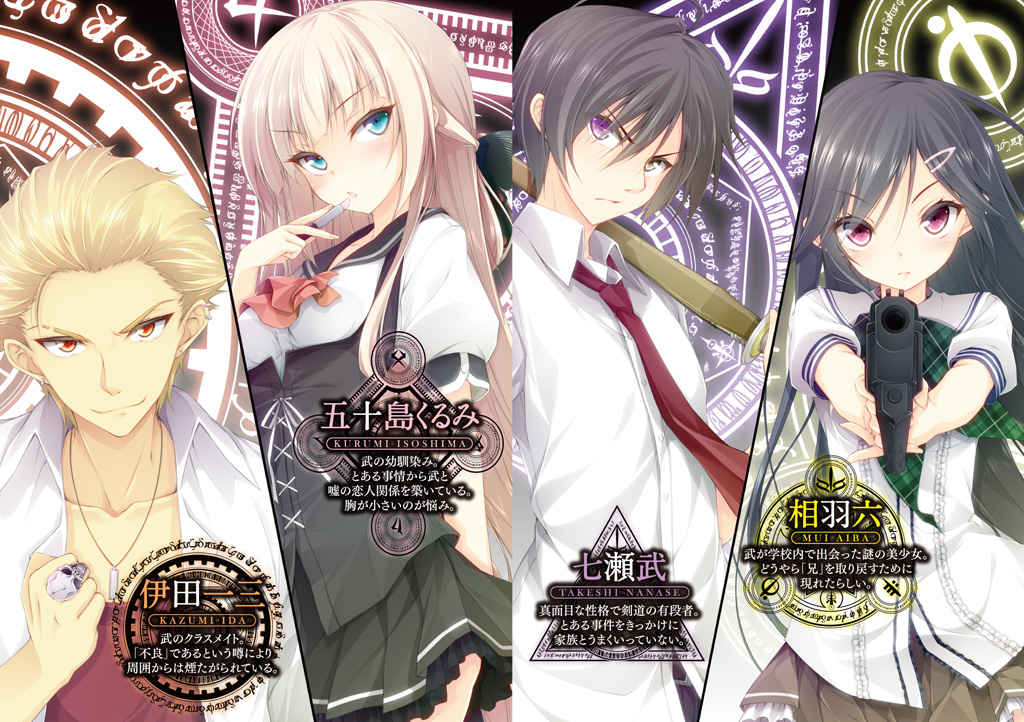 伊田一三
KAZUMI IDA
武のクラスメイト。
「不良」であるという噂により
周囲からは煙たがられている。
五十島くるみ
KURUMI ISOSHIMA
武の幼馴染み。
とある事情から武と
嘘の恋人関係を築いている。
胸が小さいのが悩み。
七瀬武
TAKESHI NANASE
真面目な性格で剣道の有段者。
とある事件をきっかけに
家族とうまくいっていない。
相羽六
MUI AIBA
武が学校内で出会った謎の美少女。
どうやら「兄」を取り戻すために
現れたらしい。